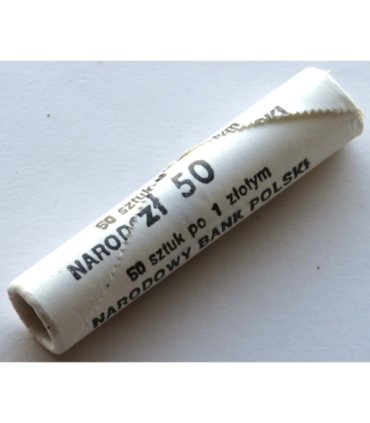 50 sztuk
NARODO
zł 50
50 sztuk po 1 złotym
NARODOWY BANK POLSKI